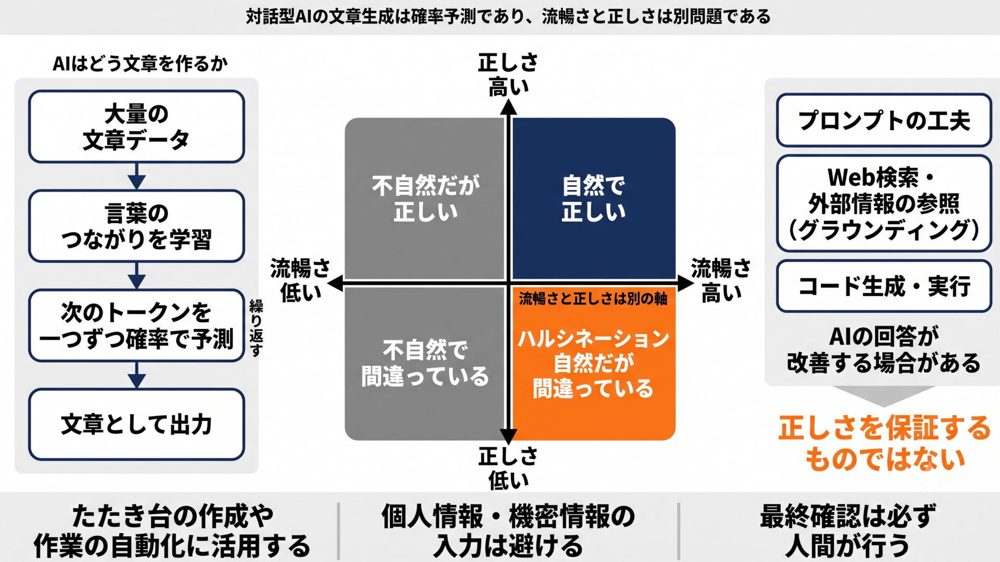 対話型AIの文章生成は確率予測であり、流暢さと正しさは別問題である
AIはどう文章を作るか
大量の
文章データ
言葉の
つながりを学習
次のトークンを
一つずつ確率で予測
繰り返す
文章として出力
正しさ
高い
流暢さ
低い
流暢さ
高い
正しさ
低い
不自然だが
正しい
自然で
正しい
不自然で
間違っている
流暢さと正しさは別の軸
ハルシネーション
自然だが
間違っている
プロンプトの工夫
Web検索・
外部情報の参照
（グラウンディング）
コード生成・実行
AIの回答が
改善する場合がある
正しさを保証する
ものではない
たたき台の作成や
作業の自動化に活用する
個人情報・機密情報の
入力は避ける
最終確認は必ず
人間が行う